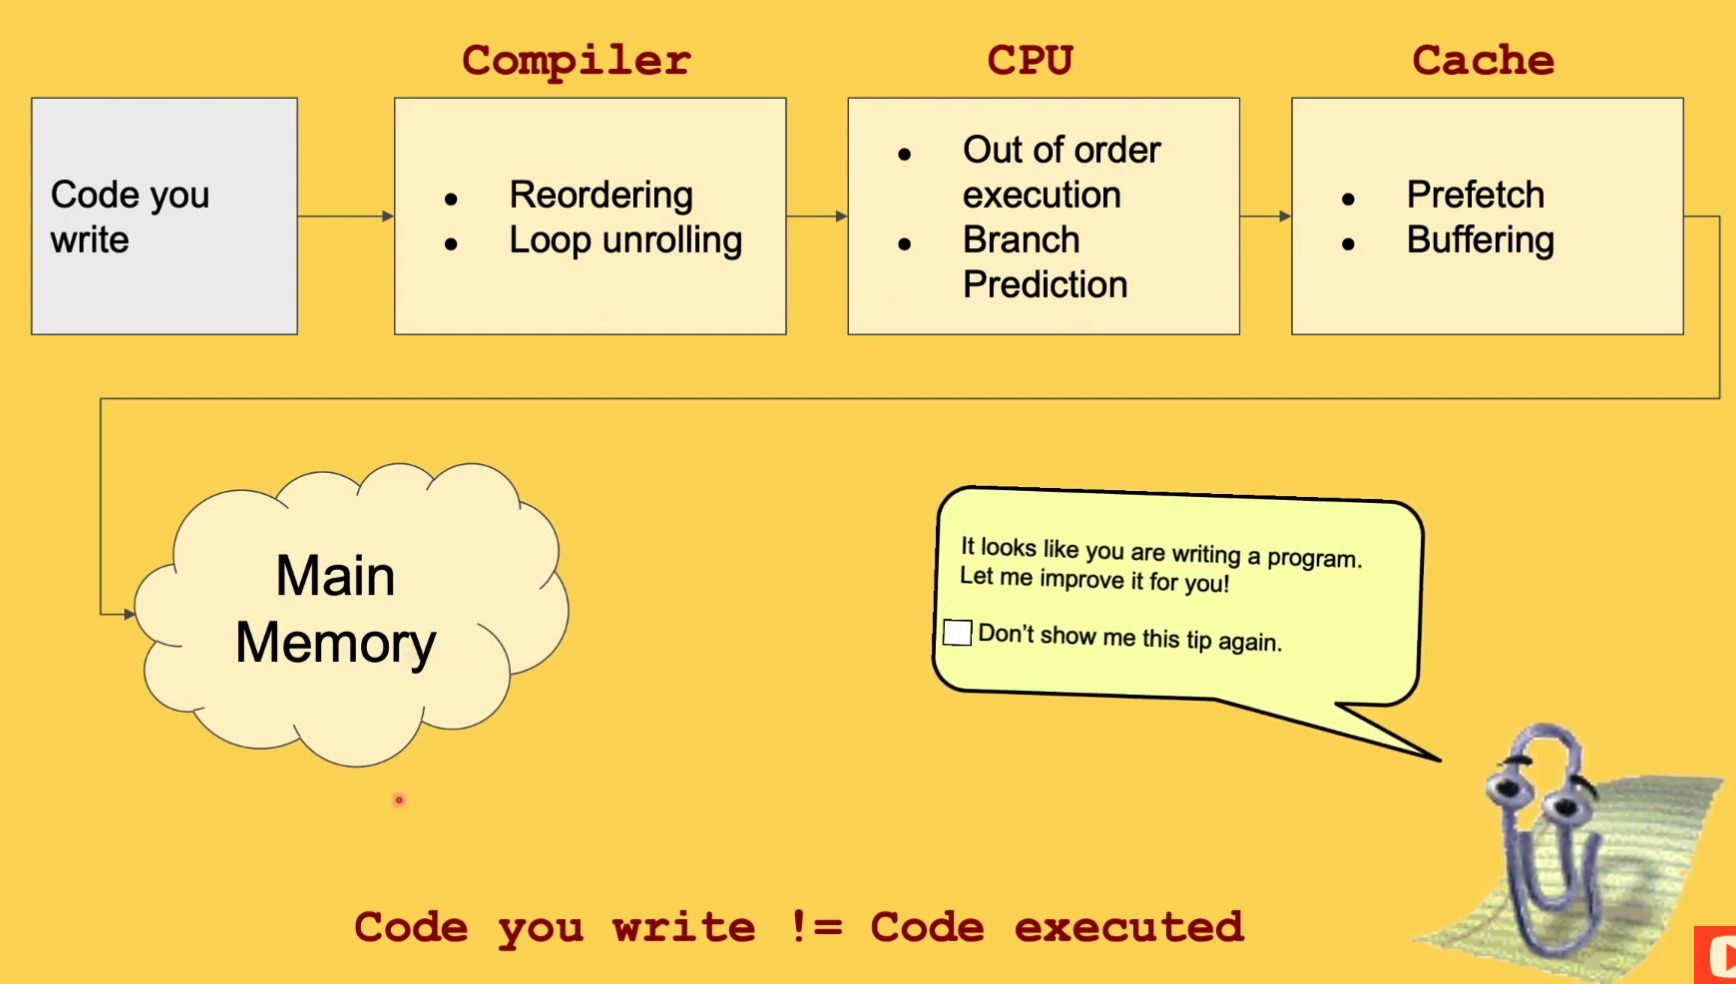 Compiler
CPU
Cache
Code you
write
Reordering
Loop unrolling
Out of order
execution
Branch
Prediction
Prefetch
Buffering
Main
Memory
It looks like you are writing a program.
Let me improve it for you!
Don't show me this tip again.
Code you write != Code executed